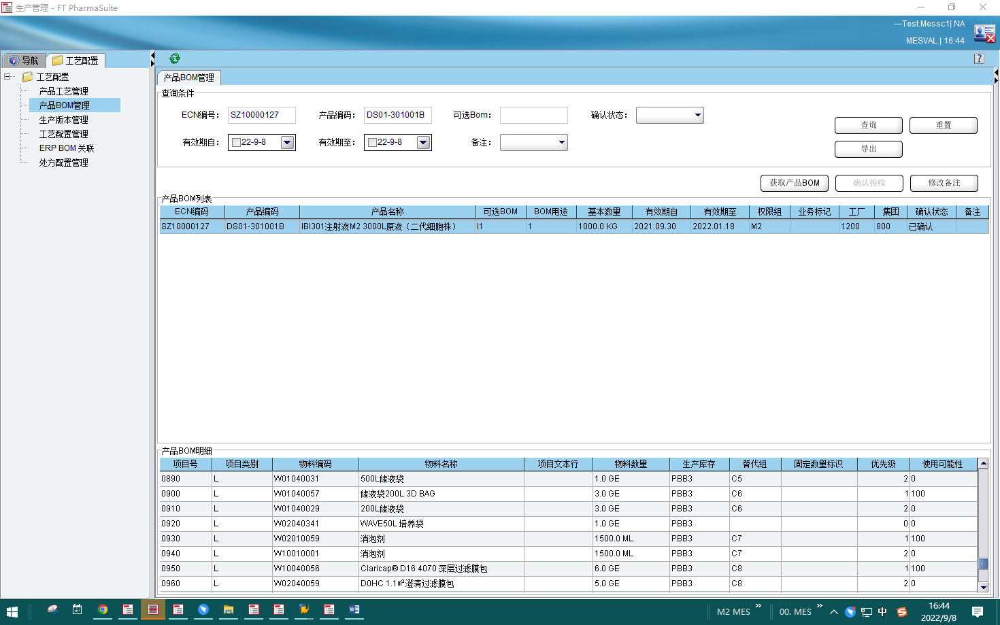 生产管理 - FT PharmaSuite
---Test.Messc1| NA
MESVAL | 16:44
导航 工艺配置
工艺配置
产品工艺管理
产品BOM管理
生产版本管理
工艺配置管理
ERP BOM 关联
处方配置管理
?
产品BOM管理
查询条件
ECN编号: SZ10000127 产品编码: DS01-301001B 可选Bom: 确认状态:
查询 重置
有效期自: 22-9-8 有效期至: 22-9-8 备注:
导出
获取产品BOM 确认接收 修改备注
产品BOM列表
ECN编码 产品编码 产品名称 可选BOM BOM用途 基本数量 有效期自 有效期至 权限组 业务标记 工厂 集团 确认状态 备注
SZ10000127 DS01-301001B IBI301注射液M2 3000L原液（二代细胞株） I1 1 1000.0 KG 2021.09.30 2022.01.18 M2 1200 800 已确认
产品BOM明细
项目号 项目类别 物料编码 物料名称 项目文本行 物料数量 生产库存 替代组 固定数量标识 优先级 使用可能性
0890 L W01040031 500L储液袋 1.0 GE PBB3 C5 2 0
0900 L W01040057 储液袋200L 3D BAG 3.0 GE PBB3 C6 1 100
0910 L W01040029 200L储液袋 3.0 GE PBB3 C6 2 0
0920 L W02040341 WAVE50L 培养袋 1.0 GE PBB3 0 0
0930 L W02010059 消泡剂 1500.0 ML PBB3 C7 1 100
0940 L W10010001 消泡剂 1500.0 ML PBB3 C7 2 0
0950 L W10040056 Claricap® D16 4070 深层过滤膜包 6.0 GE PBB3 C8 1 100
0960 L W02040059 D0HC 1.1㎡澄清过滤膜包 5.0 GE PBB3 C8 2 0
M2 MES » 00. MES » 中 16:44
2022/9/8